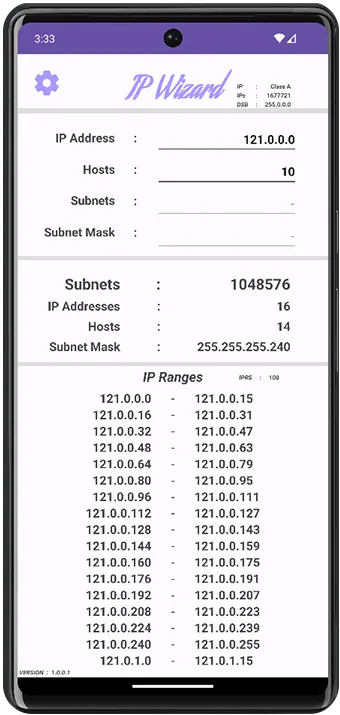 3:33
IP Wizard
IP : Class A
IPs : 1677721
DSB : 255.0.0.0
IP Address : 121.0.0.0
Hosts : 10
Subnets : -
Subnet Mask : -
Subnets : 1048576
IP Addresses : 16
Hosts : 14
Subnet Mask : 255.255.255.240
IP Ranges
IPRS : 100
121.0.0.0 - 121.0.0.15
121.0.0.16 - 121.0.0.31
121.0.0.32 - 121.0.0.47
121.0.0.48 - 121.0.0.63
121.0.0.64 - 121.0.0.79
121.0.0.80 - 121.0.0.95
121.0.0.96 - 121.0.0.111
121.0.0.112 - 121.0.0.127
121.0.0.128 - 121.0.0.143
121.0.0.144 - 121.0.0.159
121.0.0.160 - 121.0.0.175
121.0.0.176 - 121.0.0.191
121.0.0.192 - 121.0.0.207
121.0.0.208 - 121.0.0.223
121.0.0.224 - 121.0.0.239
121.0.0.240 - 121.0.0.255
121.0.1.0 - 121.0.1.15
VERSION : 1.0.0.1